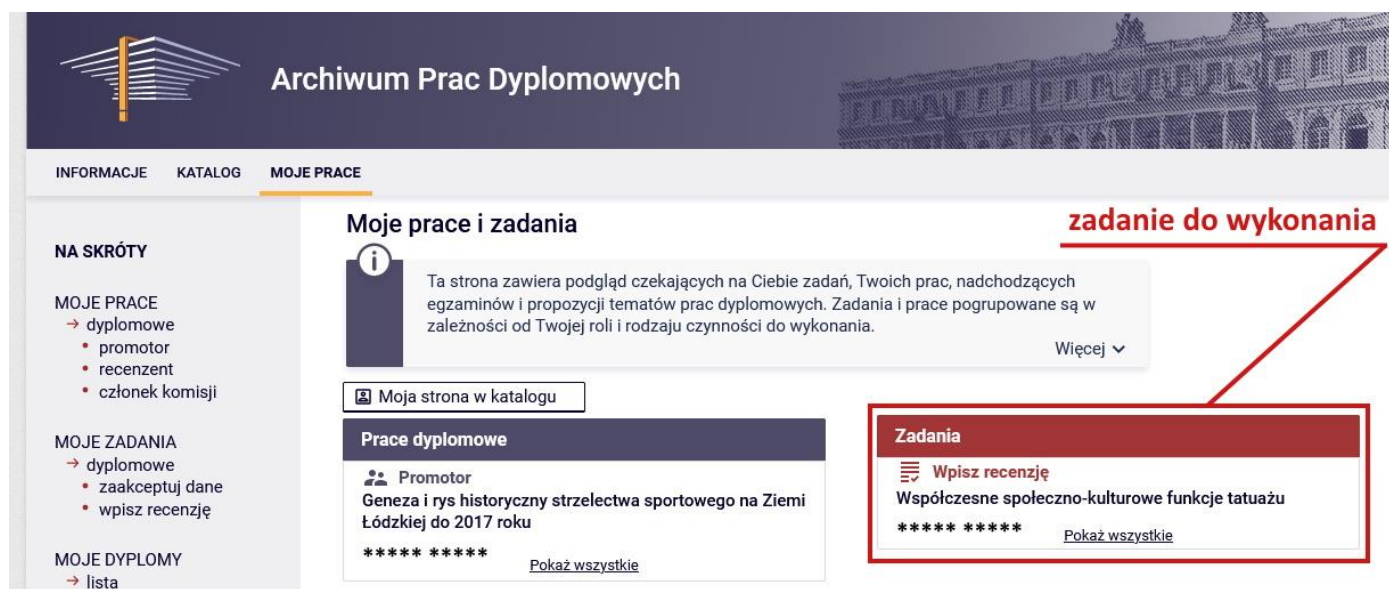 Archiwum Prac Dyplomowych
INFORMACJE KATALOG MOJE PRACE
NA SKRÓTY
MOJE PRACE
→ dyplomowe
• promotor
• recenzent
• członek komisji
MOJE ZADANIA
→ dyplomowe
• zaakceptuj dane
• wpisz recenzję
MOJE DYPLOMY
→ lista
Moje prace i zadania
zadanie do wykonania
Ta strona zawiera podgląd czekających na Ciebie zadań, Twoich prac, nadchodzących
egzaminów i propozycji tematów prac dyplomowych. Zadania i prace pogrupowane są w
zależności od Twojej roli i rodzaju czynności do wykonania.
Więcej
Moja strona w katalogu
Prace dyplomowe
Promotor
Geneza i rys historyczny strzelectwa sportowego na Ziemi
Łódzkiej do 2017 roku
***** *****
Pokaż wszystkie
Zadania
Wpisz recenzję
Współczesne społeczno-kulturowe funkcje tatuażu
***** *****
Pokaż wszystkie